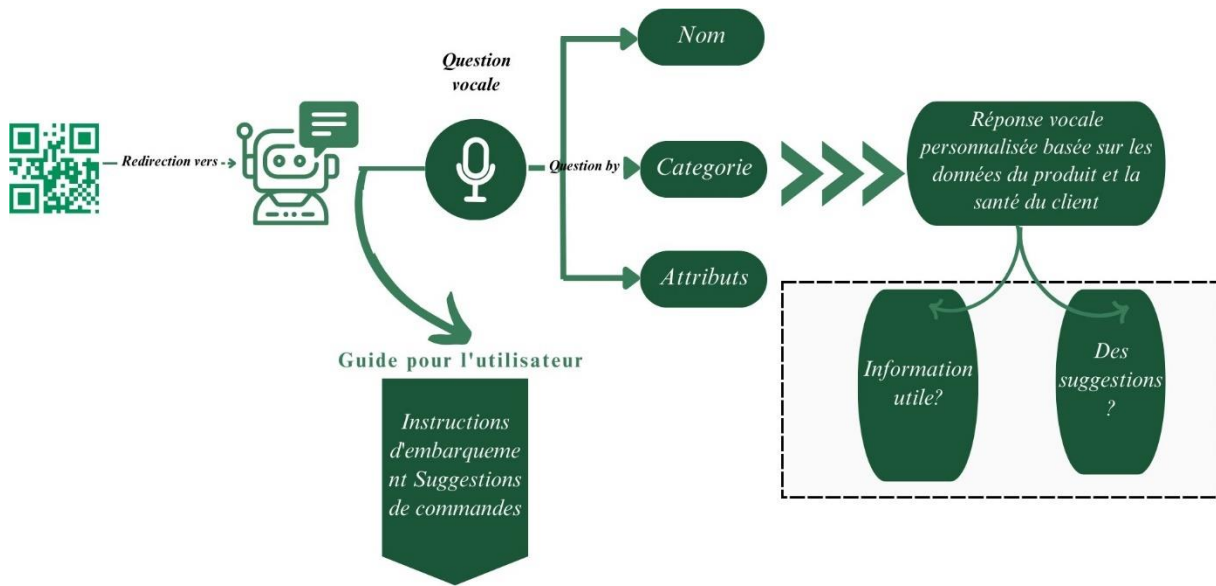 Question
vocale
Redirection vers
Question by
Nom
Categorie
Attributs
Réponse vocale
personnalisée basée sur les
données du produit et la
santé du client
Information
utile?
Des
suggestions
?
Guide pour l'utilisateur
Instructions
d'embarqueme
nt Suggestions
de commandes